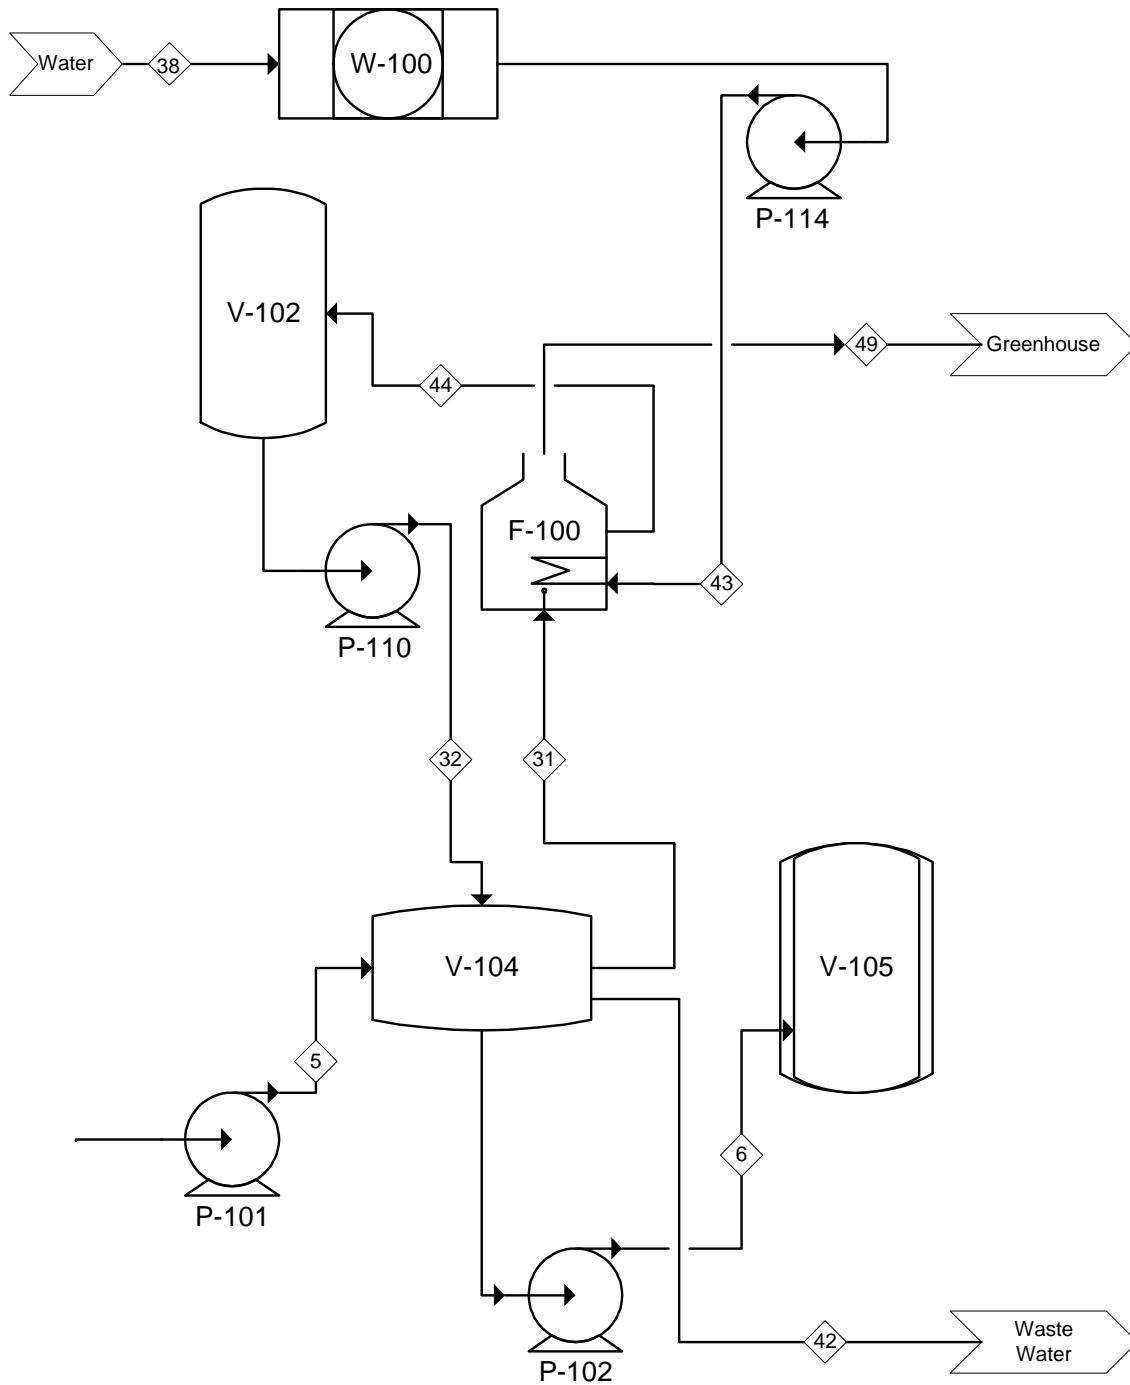 Water
38
W-100
P-114
V-102
49
Greenhouse
44
F-100
43
P-110
32
31
V-104
V-105
5
6
P-101
P-102
42
Waste
Water